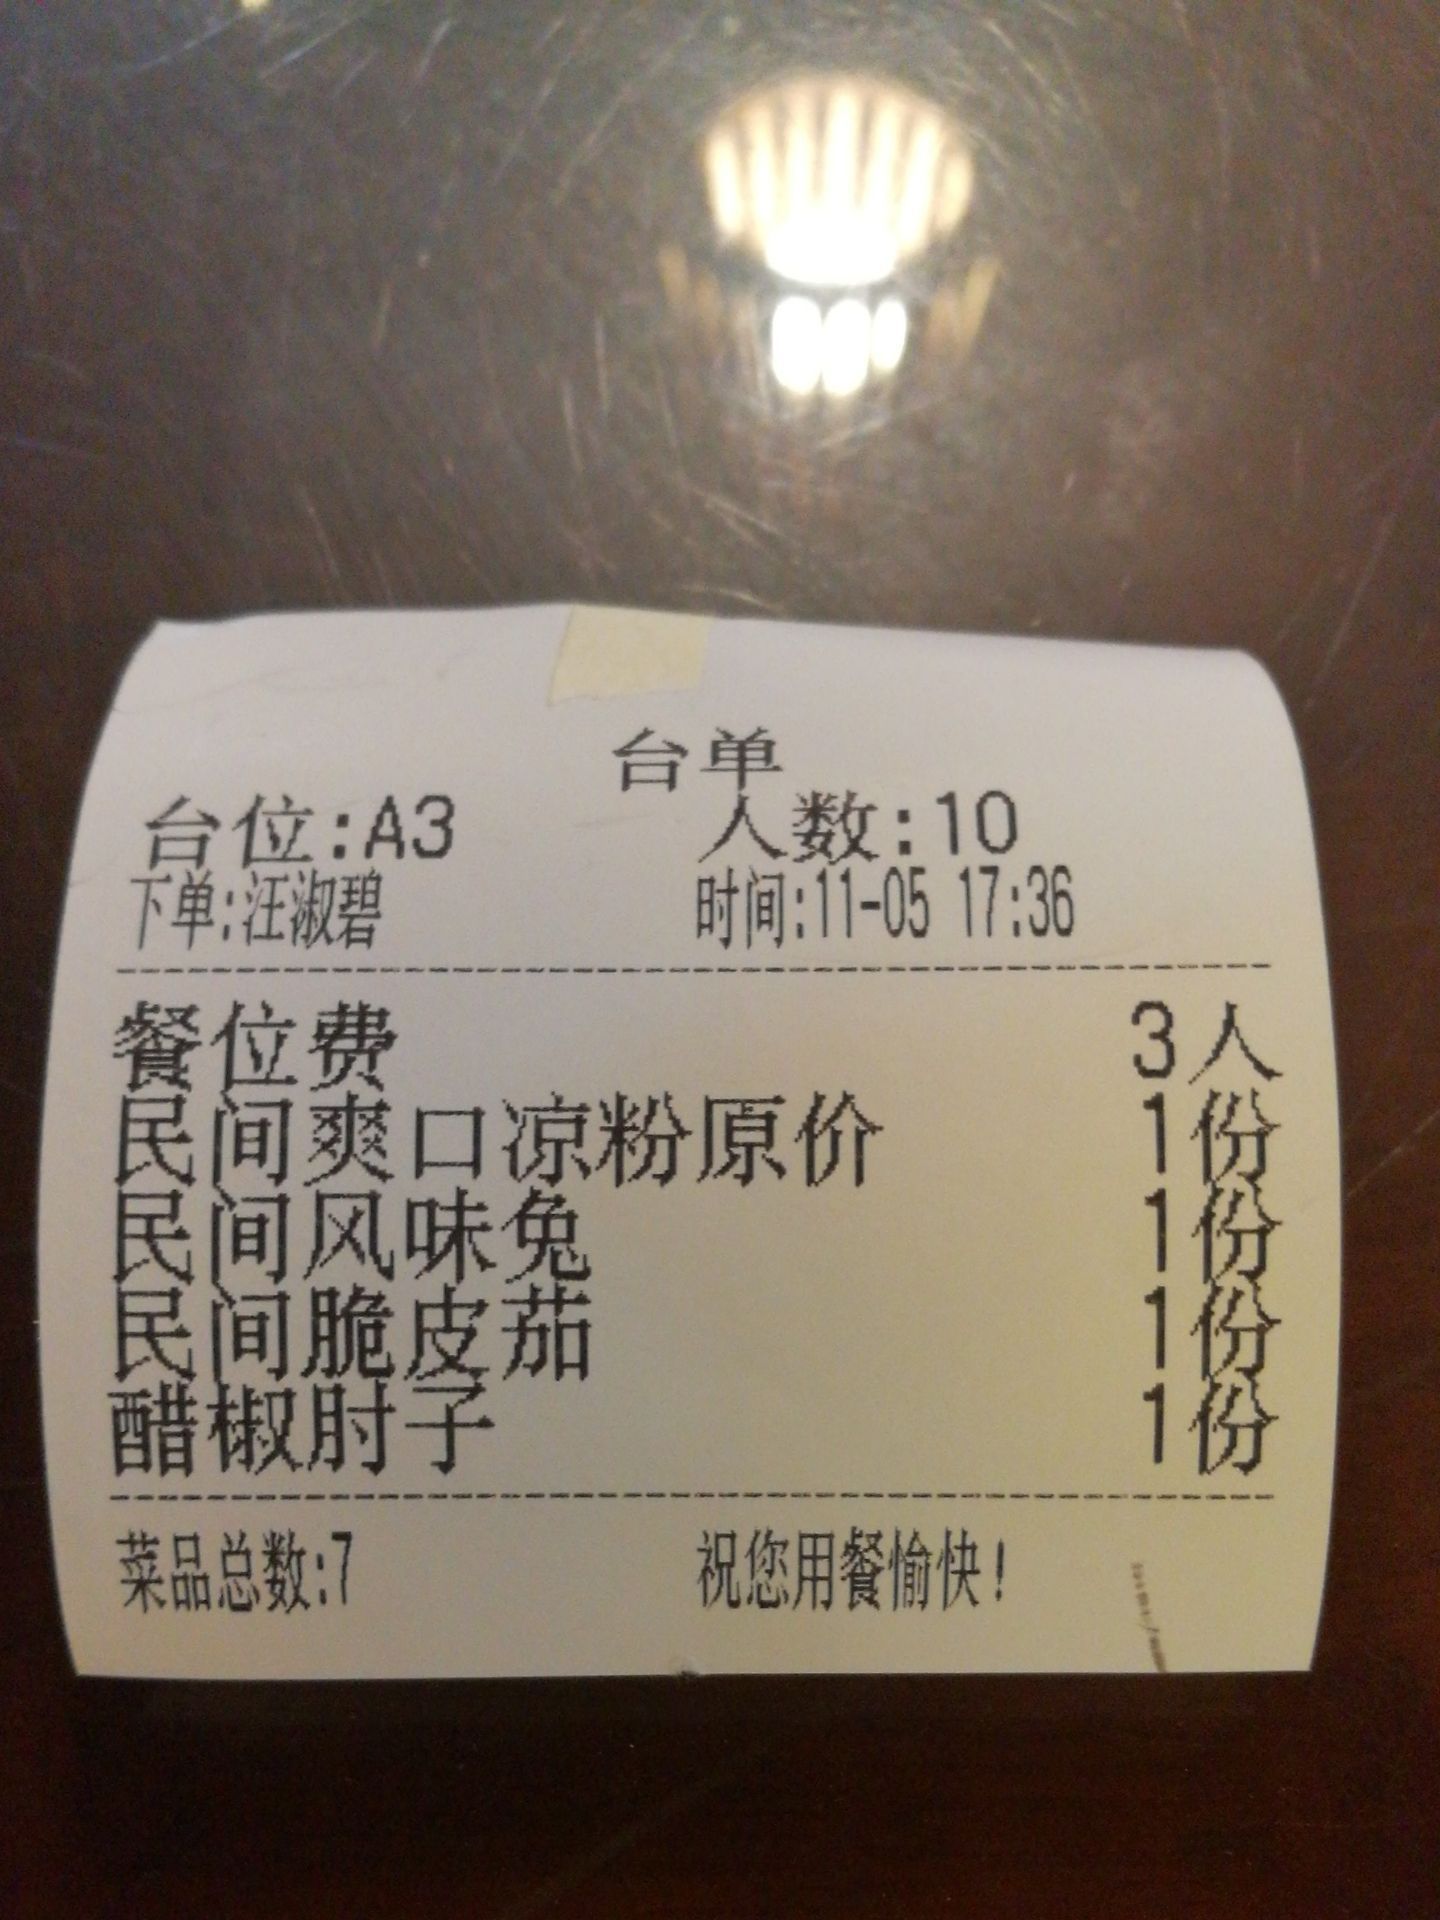 台单
台位:A3 人数:10
下单:汪淑碧 时间:11-05 17:36
餐位费 3人
民间爽口凉粉原价 1份
民间风味兔 1份
民间脆皮茄 1份
醋椒肘子 1份
菜品总数:7 祝您用餐愉快!